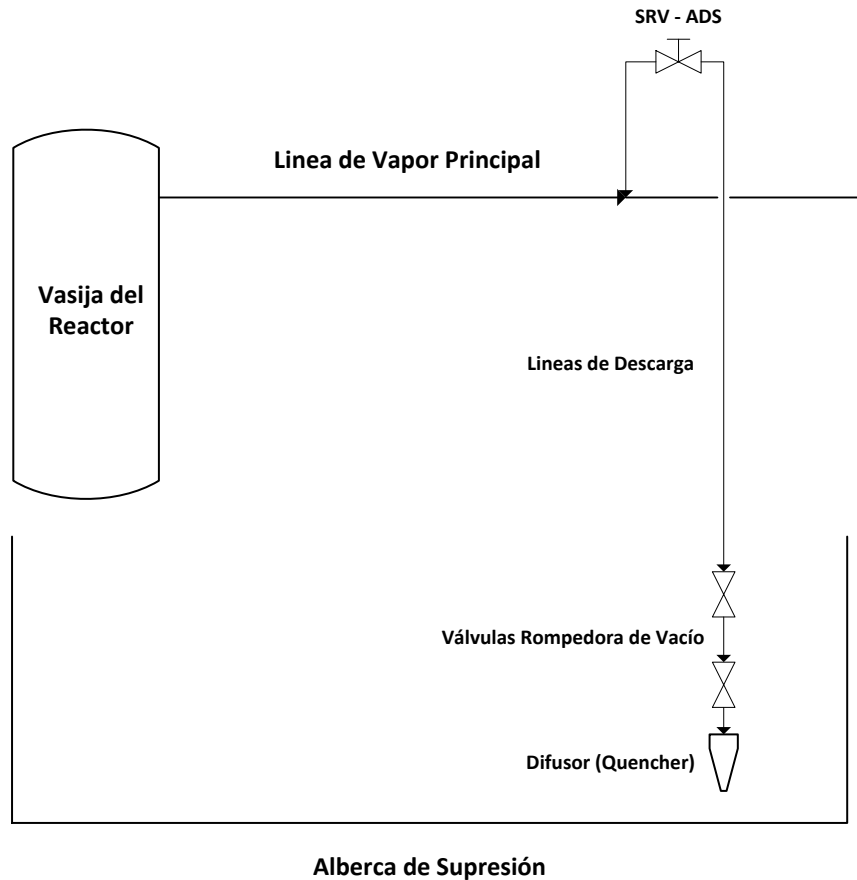 SRV - ADS
Linea de Vapor Principal
Vasija del
Reactor
Lineas de Descarga
Válvulas Rompedora de Vacío
Difusor (Quencher)
Alberca de Supresión